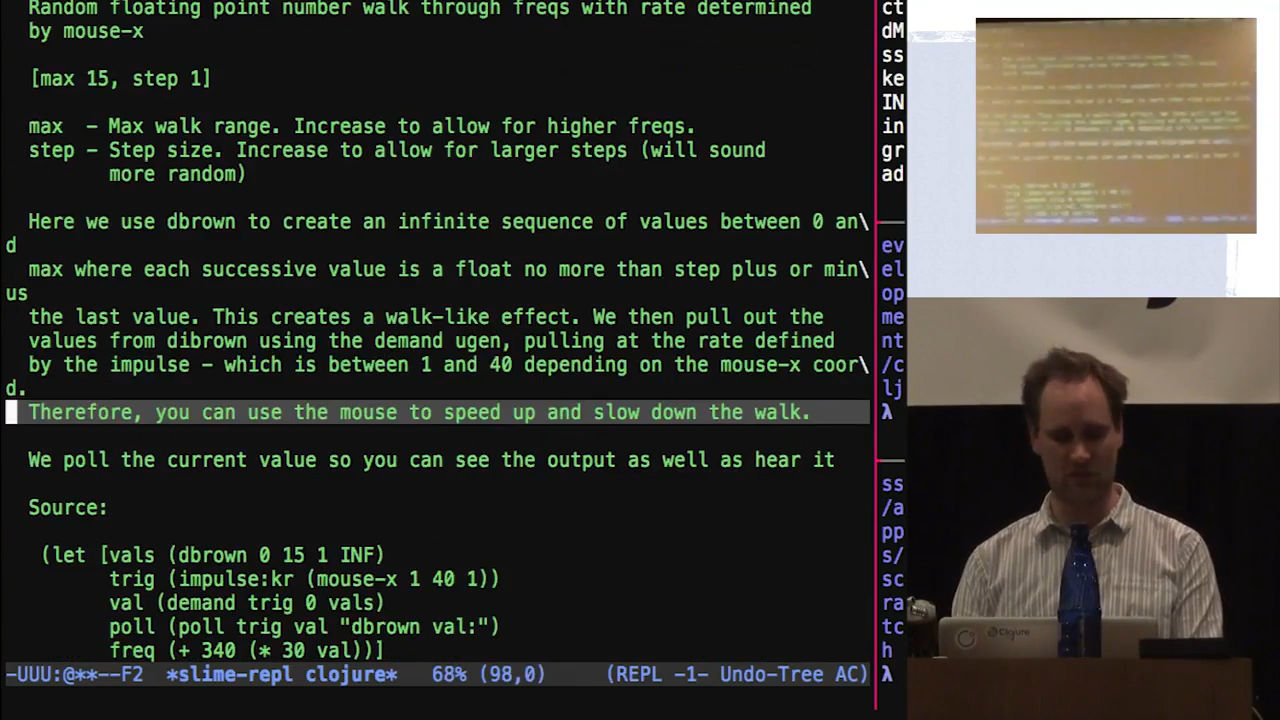 Random floating point number walk through freqs with rate determined
by mouse-x
[max 15, step 1]
max  - Max walk range. Increase to allow for higher freqs.
step - Step size. Increase to allow for larger steps (will sound
more random)
Here we use dbrown to create an infinite sequence of values between 0 an\
d
max where each successive value is a float no more than step plus or min\
us
the last value. This creates a walk-like effect. We then pull out the
values from dibrown using the demand ugen, pulling at the rate defined
by the impulse - which is between 1 and 40 depending on the mouse-x coor\
d.
Therefore, you can use the mouse to speed up and slow down the walk.
We poll the current value so you can see the output as well as hear it
Source:
(let [vals (dbrown 0 15 1 INF)
trig (impulse:kr (mouse-x 1 40 1))
val (demand trig 0 vals)
poll (poll trig val "dbrown val:")
freq (+ 340 (* 30 val))]
-UUU:@**--F2  *slime-repl clojure*   68% (98,0)     (REPL -1- Undo-Tree AC)
ct
dM
ss
ke
IN
in
gr
ad
ev
el
op
me
nt
/c
lj
λ
ss
/a
pp
s/
sc
ra
tc
h
λ
Clojure